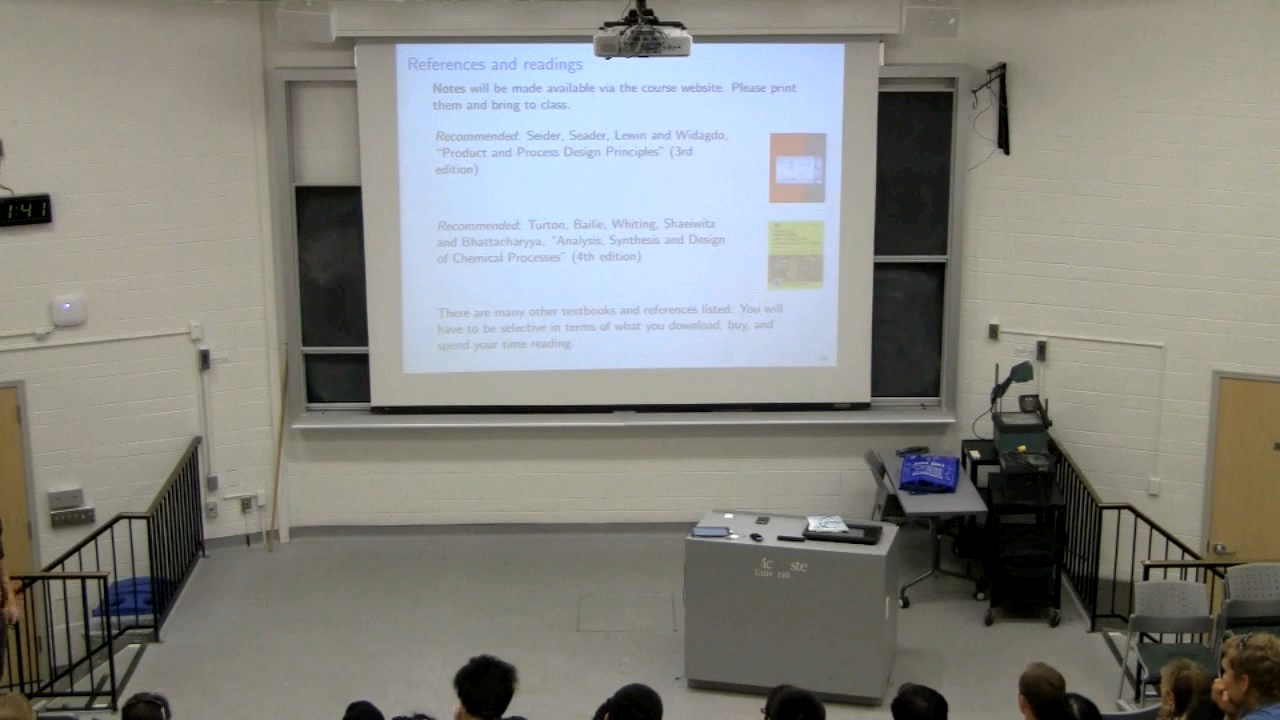 References and readings
Notes will be made available via the course website. Please print
them and bring to class.
Recommended: Seider, Seader, Lewin and Widagdo,
“Product and Process Design Principles” (3rd
edition)
Recommended: Turton, Bailie, Whiting, Shaeiwitz
and Bhattacharyya, “Analysis, Synthesis and Design
of Chemical Processes” (4th edition)
There are many other textbooks and references listed. You will
have to be selective in terms of what you download, buy, and
spend your time reading.
1:41